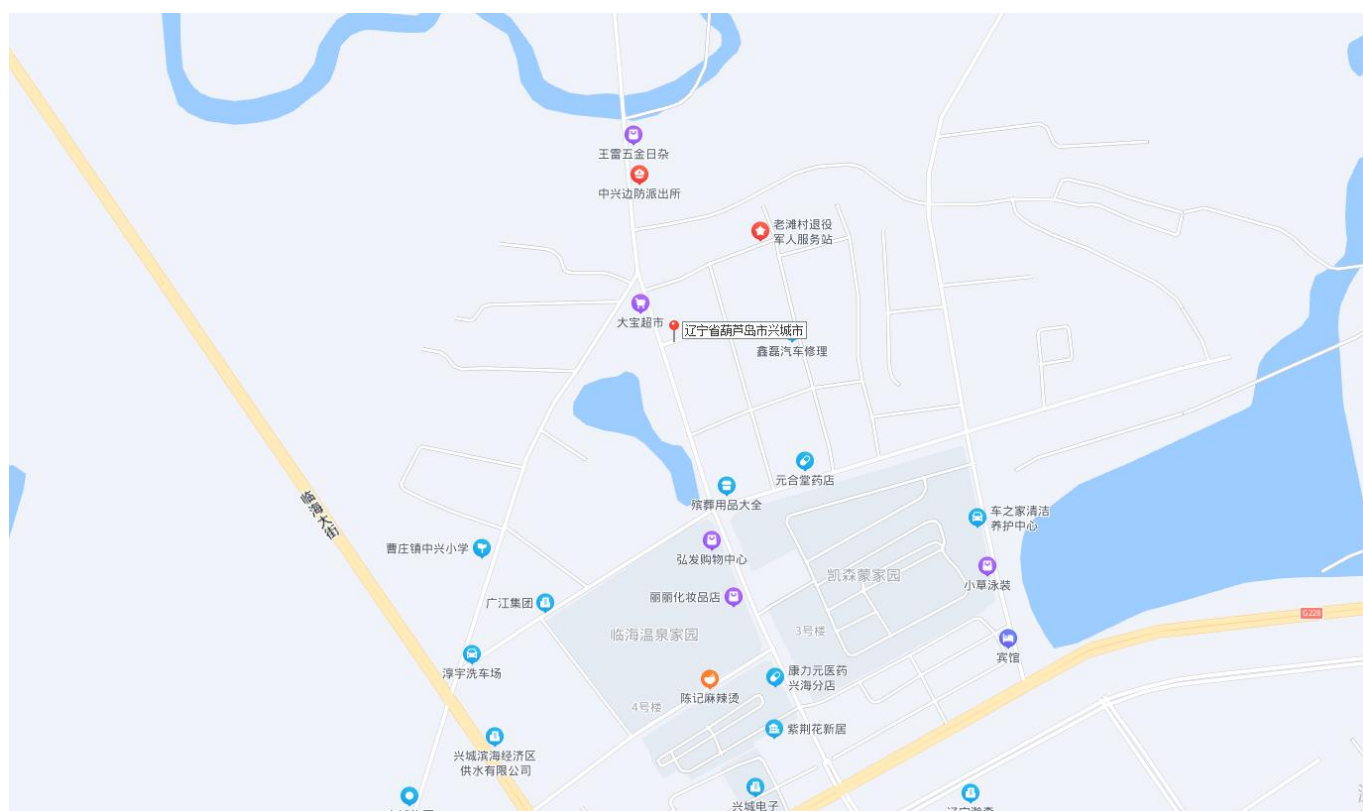 王雷五金日杂
中兴边防派出所
老滩村退役
军人服务站
大宝超市
辽宁省葫芦岛市兴城市
鑫磊汽车修理
元合堂药店
殡葬用品大全
临海大街
车之家清洁
养护中心
曹庄镇中兴小学
弘发购物中心
凯森蒙家园
小草泳装
丽丽化妆品店
广江集团
G228
临海温泉家园
3号楼
宾馆
淳宇洗车场
康力元医药
兴海分店
陈记麻辣烫
4号楼
紫荆花新居
兴城滨海经济区
供水有限公司
兴城电子